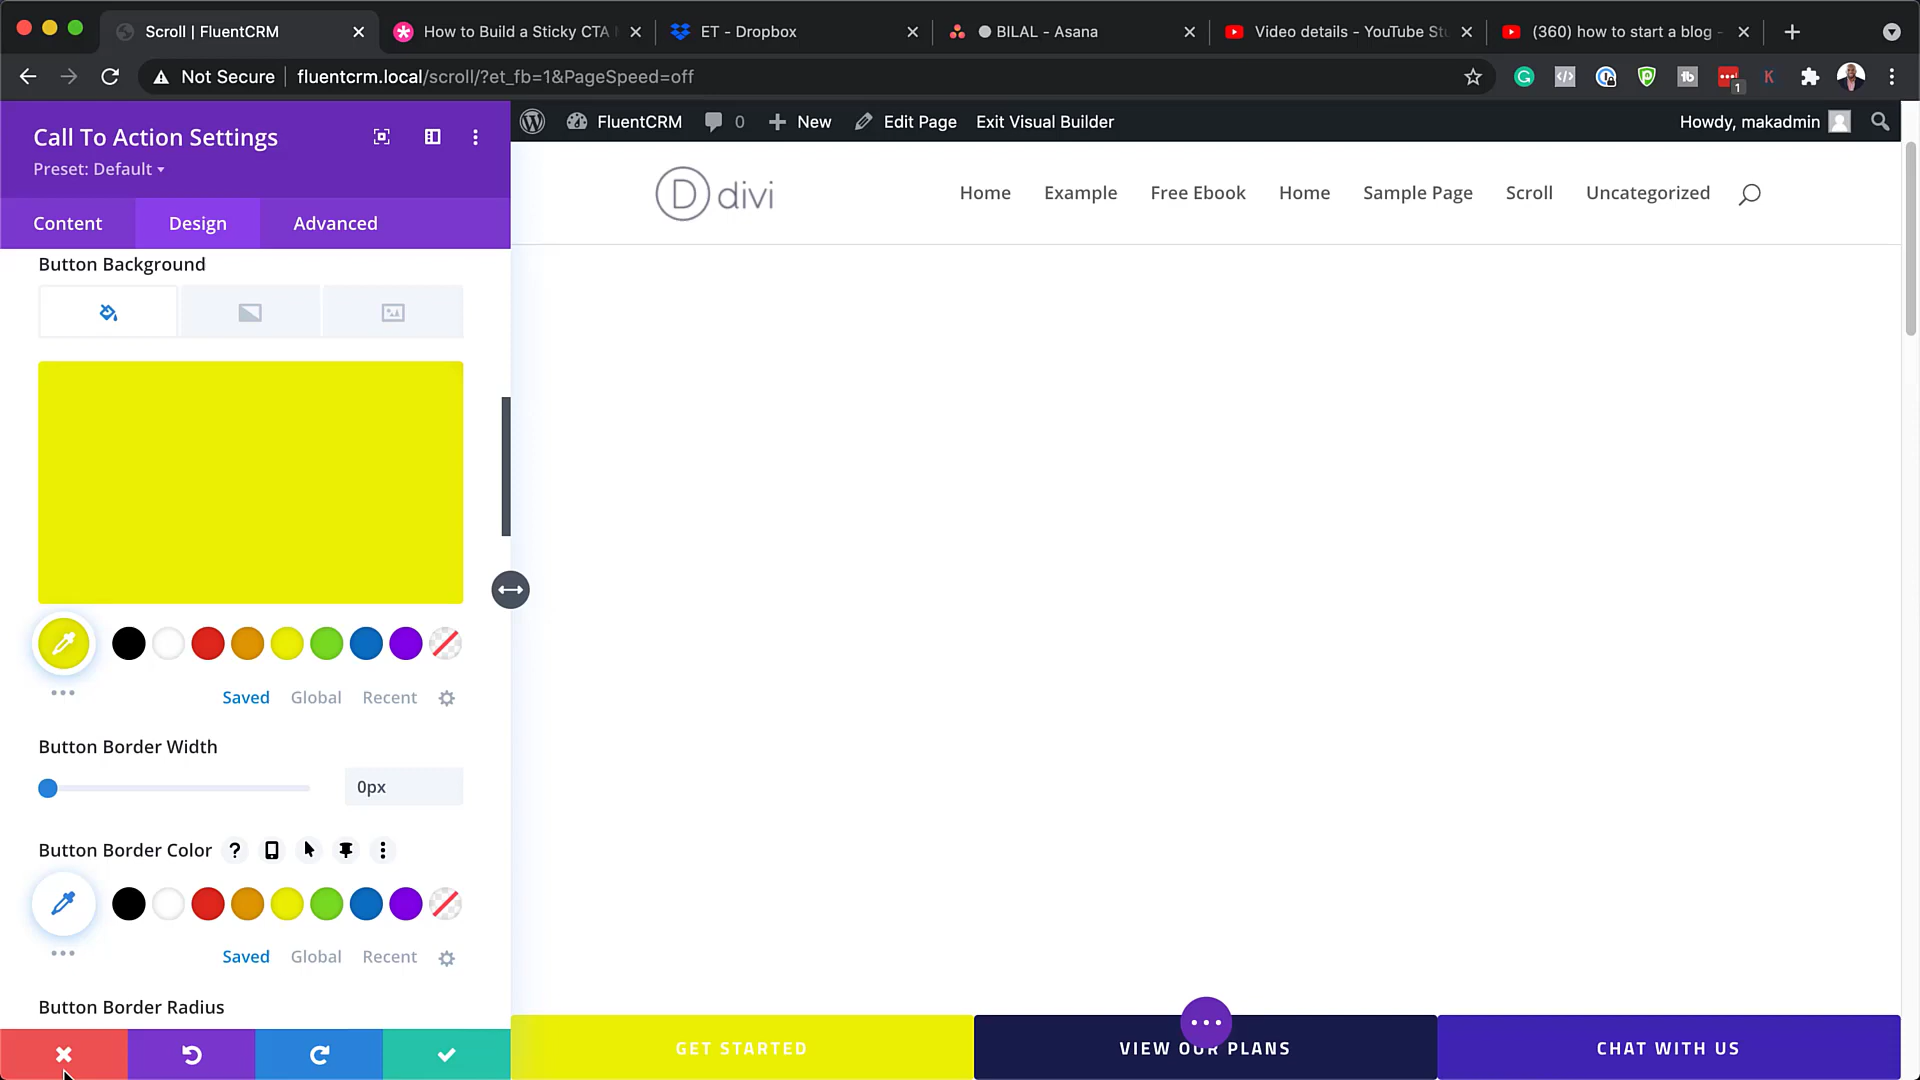 Scroll | FluentCRM
How to Build a Sticky CTA
ET - Dropbox
BILAL - Asana
Video details - YouTube Stu
(360) how to start a blog -
Not Secure
fluentcrm.local/scroll/?et_fb=1&PageSpeed=off
1
Call To Action Settings
Preset: Default
Content
Design
Advanced
FluentCRM
0
New
Edit Page
Exit Visual Builder
Howdy, makadmin
D divi
Home
Example
Free Ebook
Home
Sample Page
Scroll
Uncategorized
Button Background
Saved
Global
Recent
Button Border Width
0px
Button Border Color
Saved
Global
Recent
Button Border Radius
GET STARTED
VIEW OUR PLANS
CHAT WITH US